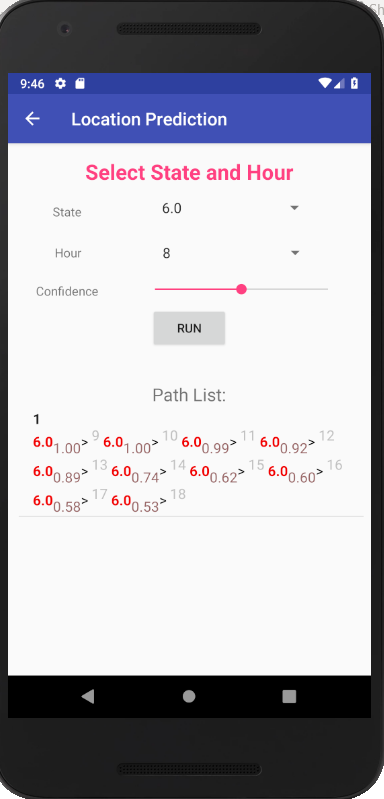 Sh
9:46
Location Prediction
Select State and Hour
State 6.0
Hour 8
Confidence
RUN
Path List:
1
6.0 1.00> 9 6.0 1.00> 10 6.0 0.99> 11 6.0 0.92> 12
6.0 0.89> 13 6.0 0.74> 14 6.0 0.62> 15 6.0 0.60> 16
6.0 0.58> 17 6.0 0.53> 18